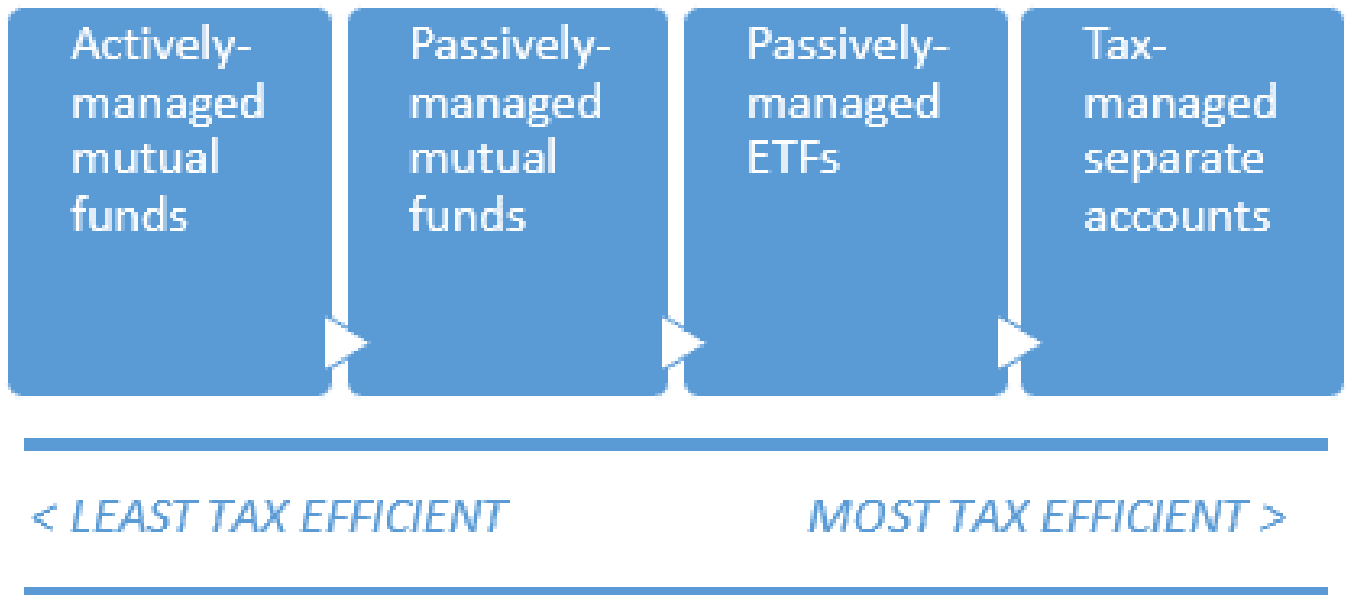 Actively-
managed
mutual
funds
Passively-
managed
mutual
funds
Passively-
managed
ETFs
Tax-
managed
separate
accounts
< LEAST TAX EFFICIENT
MOST TAX EFFICIENT >